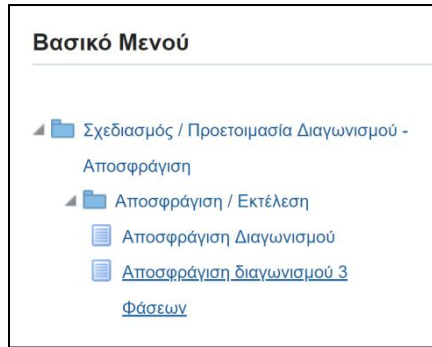 Βασικό Μενού
Σχεδιασμός / Προετοιμασία Διαγωνισμού -
Αποσφράγιση
Αποσφράγιση / Εκτέλεση
Αποσφράγιση Διαγωνισμού
Αποσφράγιση διαγωνισμού 3
Φάσεων